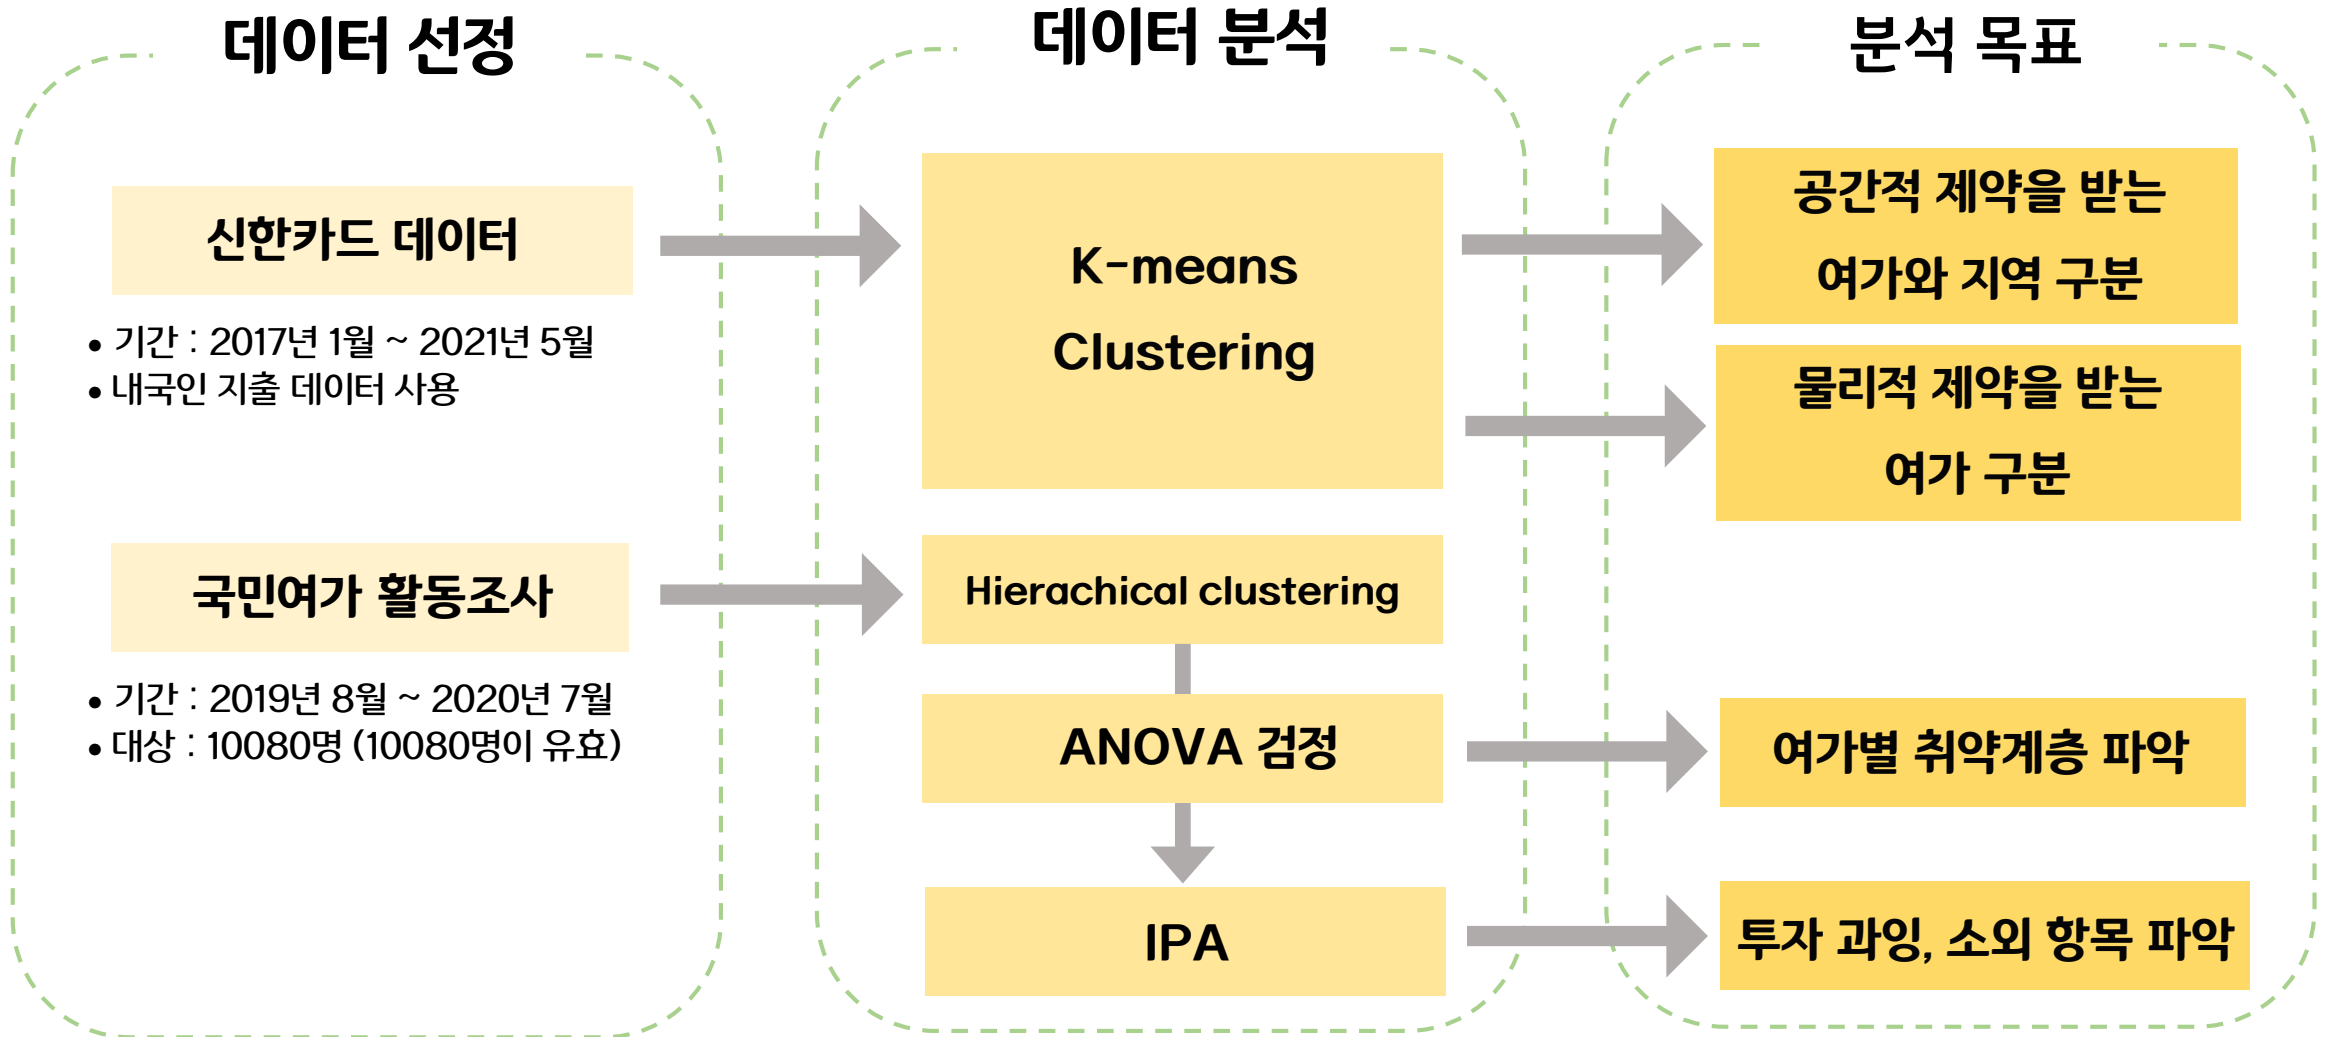 데이터 선정
신한카드 데이터
• 기간 : 2017년 1월 ~ 2021년 5월
• 내국인 지출 데이터 사용
국민여가 활동조사
• 기간 : 2019년 8월 ~ 2020년 7월
• 대상 : 10080명 (10080명이 유효)
데이터 분석
K-means
Clustering
Hierachical clustering
ANOVA 검정
IPA
분석 목표
공간적 제약을 받는
여가와 지역 구분
물리적 제약을 받는
여가 구분
여가별 취약계층 파악
투자 과잉, 소외 항목 파악